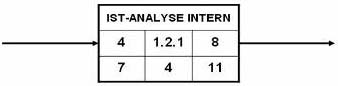 IST-ANALYSE INTERN
4 1.2.1 8
7 4 11